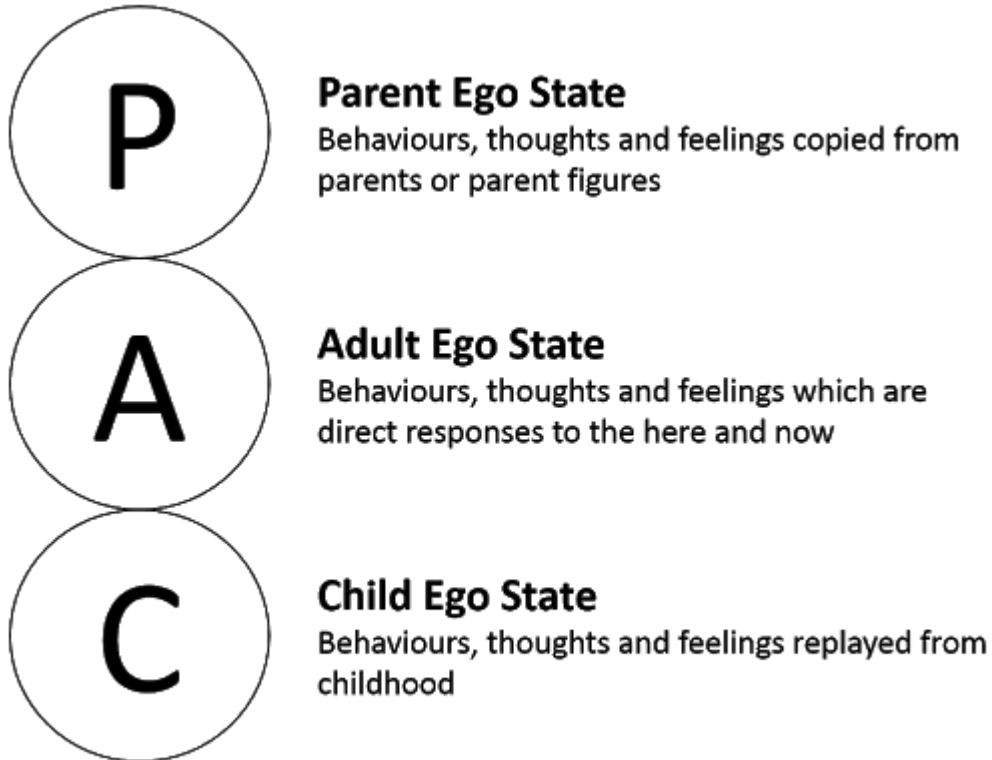 P
Parent Ego State
Behaviours, thoughts and feelings copied from
parents or parent figures
A
Adult Ego State
Behaviours, thoughts and feelings which are
direct responses to the here and now
C
Child Ego State
Behaviours, thoughts and feelings replayed from
childhood